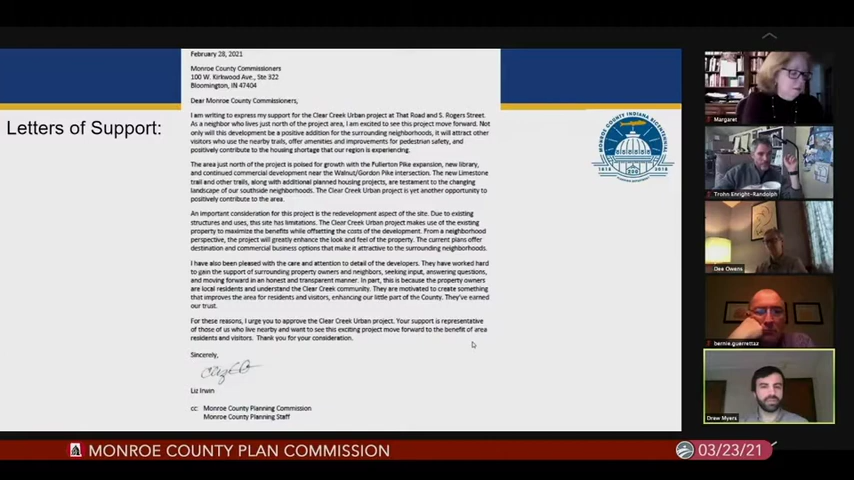 Letters of Support:
February 28, 2021
Monroe County Commissioners
100 W. Kirkwood Ave., Ste 322
Bloomington, IN 47404
Dear Monroe County Commissioners,
I am writing to express my support for the Clear Creek Urban project at That Road and S. Rogers Street.
As a neighbor who lives just north of the project area, I am excited to see this project move forward. Not
only will this development be a positive addition for the surrounding neighborhoods, it will attract other
visitors who use the nearby trails, offer amenities and improvements for pedestrian safety, and
positively contribute to the housing shortage that our region is experiencing.
The area just north of the project is poised for growth with the Fullerton Pike expansion, new library,
and continued commercial development near the Walnut/Gordon Pike intersection. The new Limestone
trail and other trails, along with additional planned housing projects, are testament to the changing
landscape of our southside neighborhoods. The Clear Creek Urban project is yet another opportunity to
positively contribute to the area.
An important consideration for this project is the redevelopment aspect of the site. Due to existing
structures and uses, this site has limitations. The Clear Creek Urban project makes use of the existing
property to maximize the benefits while offsetting the costs of the development. From a neighborhood
perspective, the project will greatly enhance the look and feel of the property. The current plans offer
destination and commercial business options that make it attractive to the surrounding neighborhoods.
I have also been pleased with the care and attention to detail of the developers. They have worked hard
to gain the support of surrounding property owners and neighbors, seeking input, answering questions,
and moving forward in an honest and transparent manner. In part, this is because the property owners
are local residents and understand the Clear Creek community. They are motivated to create something
that improves the area for residents and visitors, enhancing our little part of the County. They've earned
our trust.
For these reasons, I urge you to approve the Clear Creek Urban project. Your support is representative
of those of us who live nearby and want to see this exciting project move forward to the benefit of area
residents and visitors. Thank you for your consideration.
Sincerely,
Liz Irwin
cc: Monroe County Planning Commission
Monroe County Planning Staff
MONROE COUNTY INDIANA BICENTENNIAL
1818
200
2018
Margaret
Trohn Enright-Randolph
Dee Owens
bernie.guerrettaz
Drew Myers
MONROE COUNTY PLAN COMMISSION
03/23/21